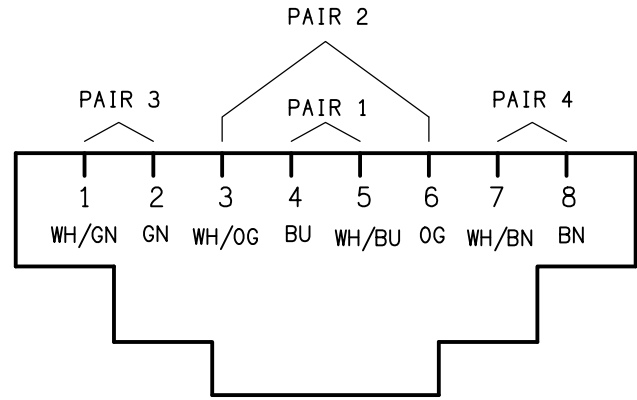 PAIR 2
PAIR 3 PAIR 1 PAIR 4
1 2 3 4 5 6 7 8
WH/GN GN WH/OG BU WH/BU OG WH/BN BN